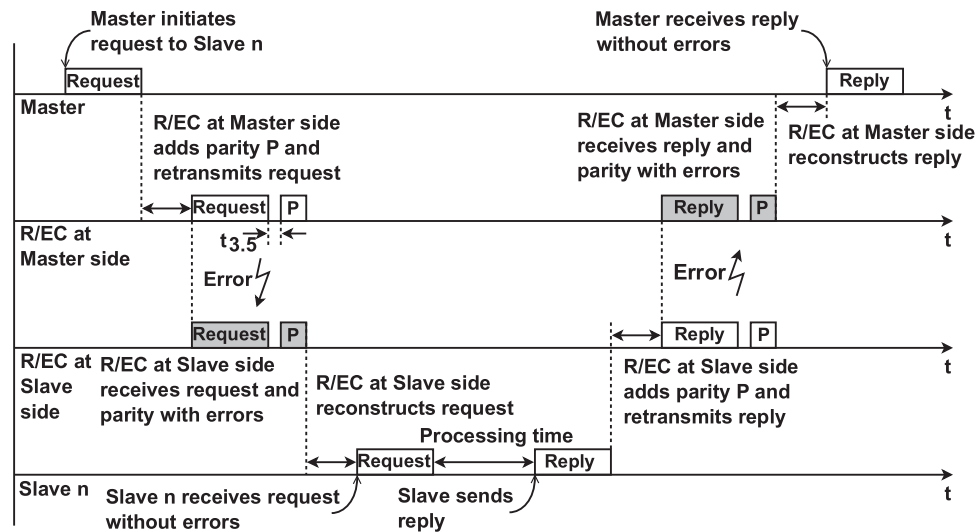 Master initiates
request to Slave n
Master receives reply
without errors
Request
Reply
Master
t
R/EC at Master side
adds parity P and
retransmits request
R/EC at Master side
receives reply and
parity with errors
R/EC at Master side
reconstructs reply
Request
P
Reply
P
R/EC at
Master side
t
t3.5
Error
Error
Request
P
Reply
P
R/EC at
Slave
side
t
R/EC at Slave side
receives request and
parity with errors
R/EC at Slave side
reconstructs request
R/EC at Slave side
adds parity P and
retransmits reply
Processing time
Request
Reply
Slave n
t
Slave n receives request
without errors
Slave sends
reply